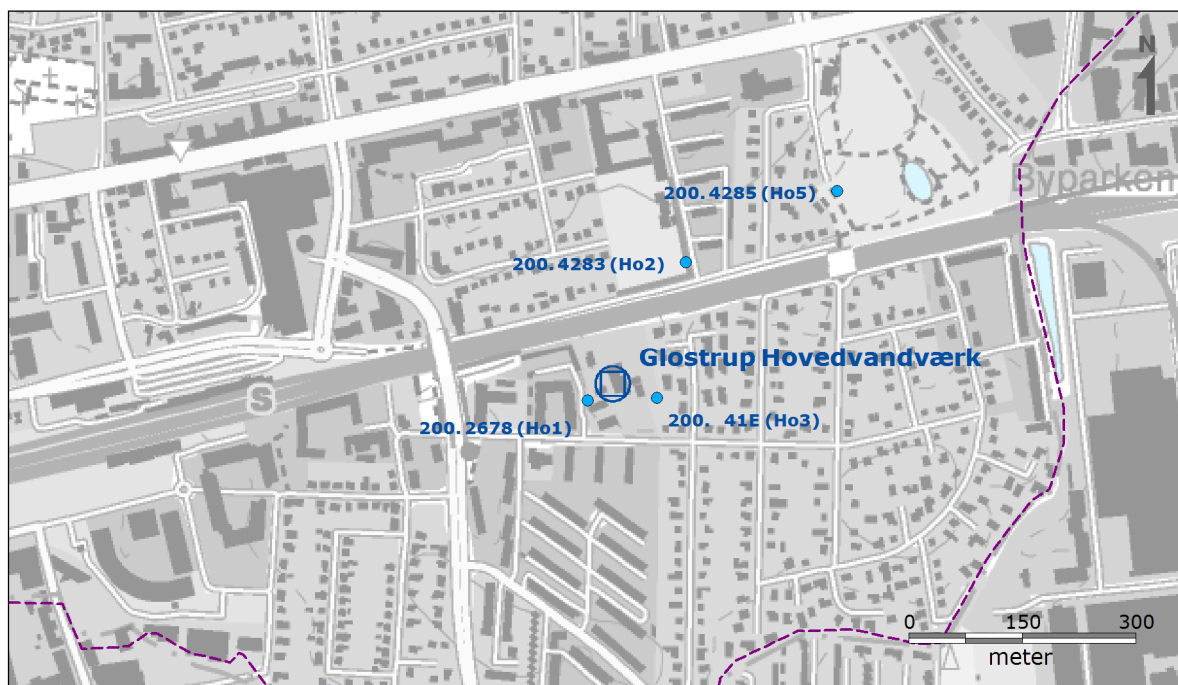 N
Byparken
200.4285 (Ho5)
200.4283 (Ho2)
Glostrup Hovedvandværk
S
200.2678 (Ho1)
200. 41E (Ho3)
0 150 300
meter